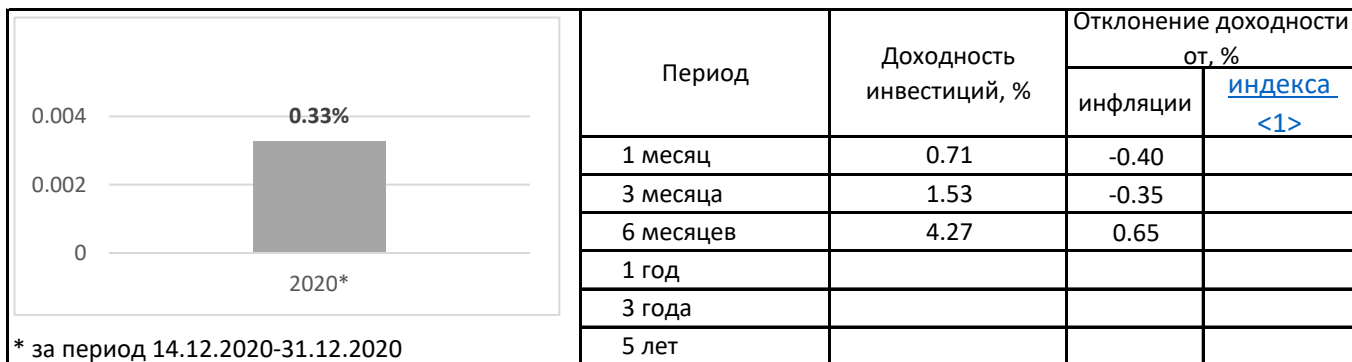 0.004
0.33%
0.002
0
2020*
* за период 14.12.2020-31.12.2020
Период
Доходность
инвестиций, %
Отклонение доходности
от, %
инфляции
индекса
<1>
1 месяц 0.71 -0.40
3 месяца 1.53 -0.35
6 месяцев 4.27 0.65
1 год
3 года
5 лет